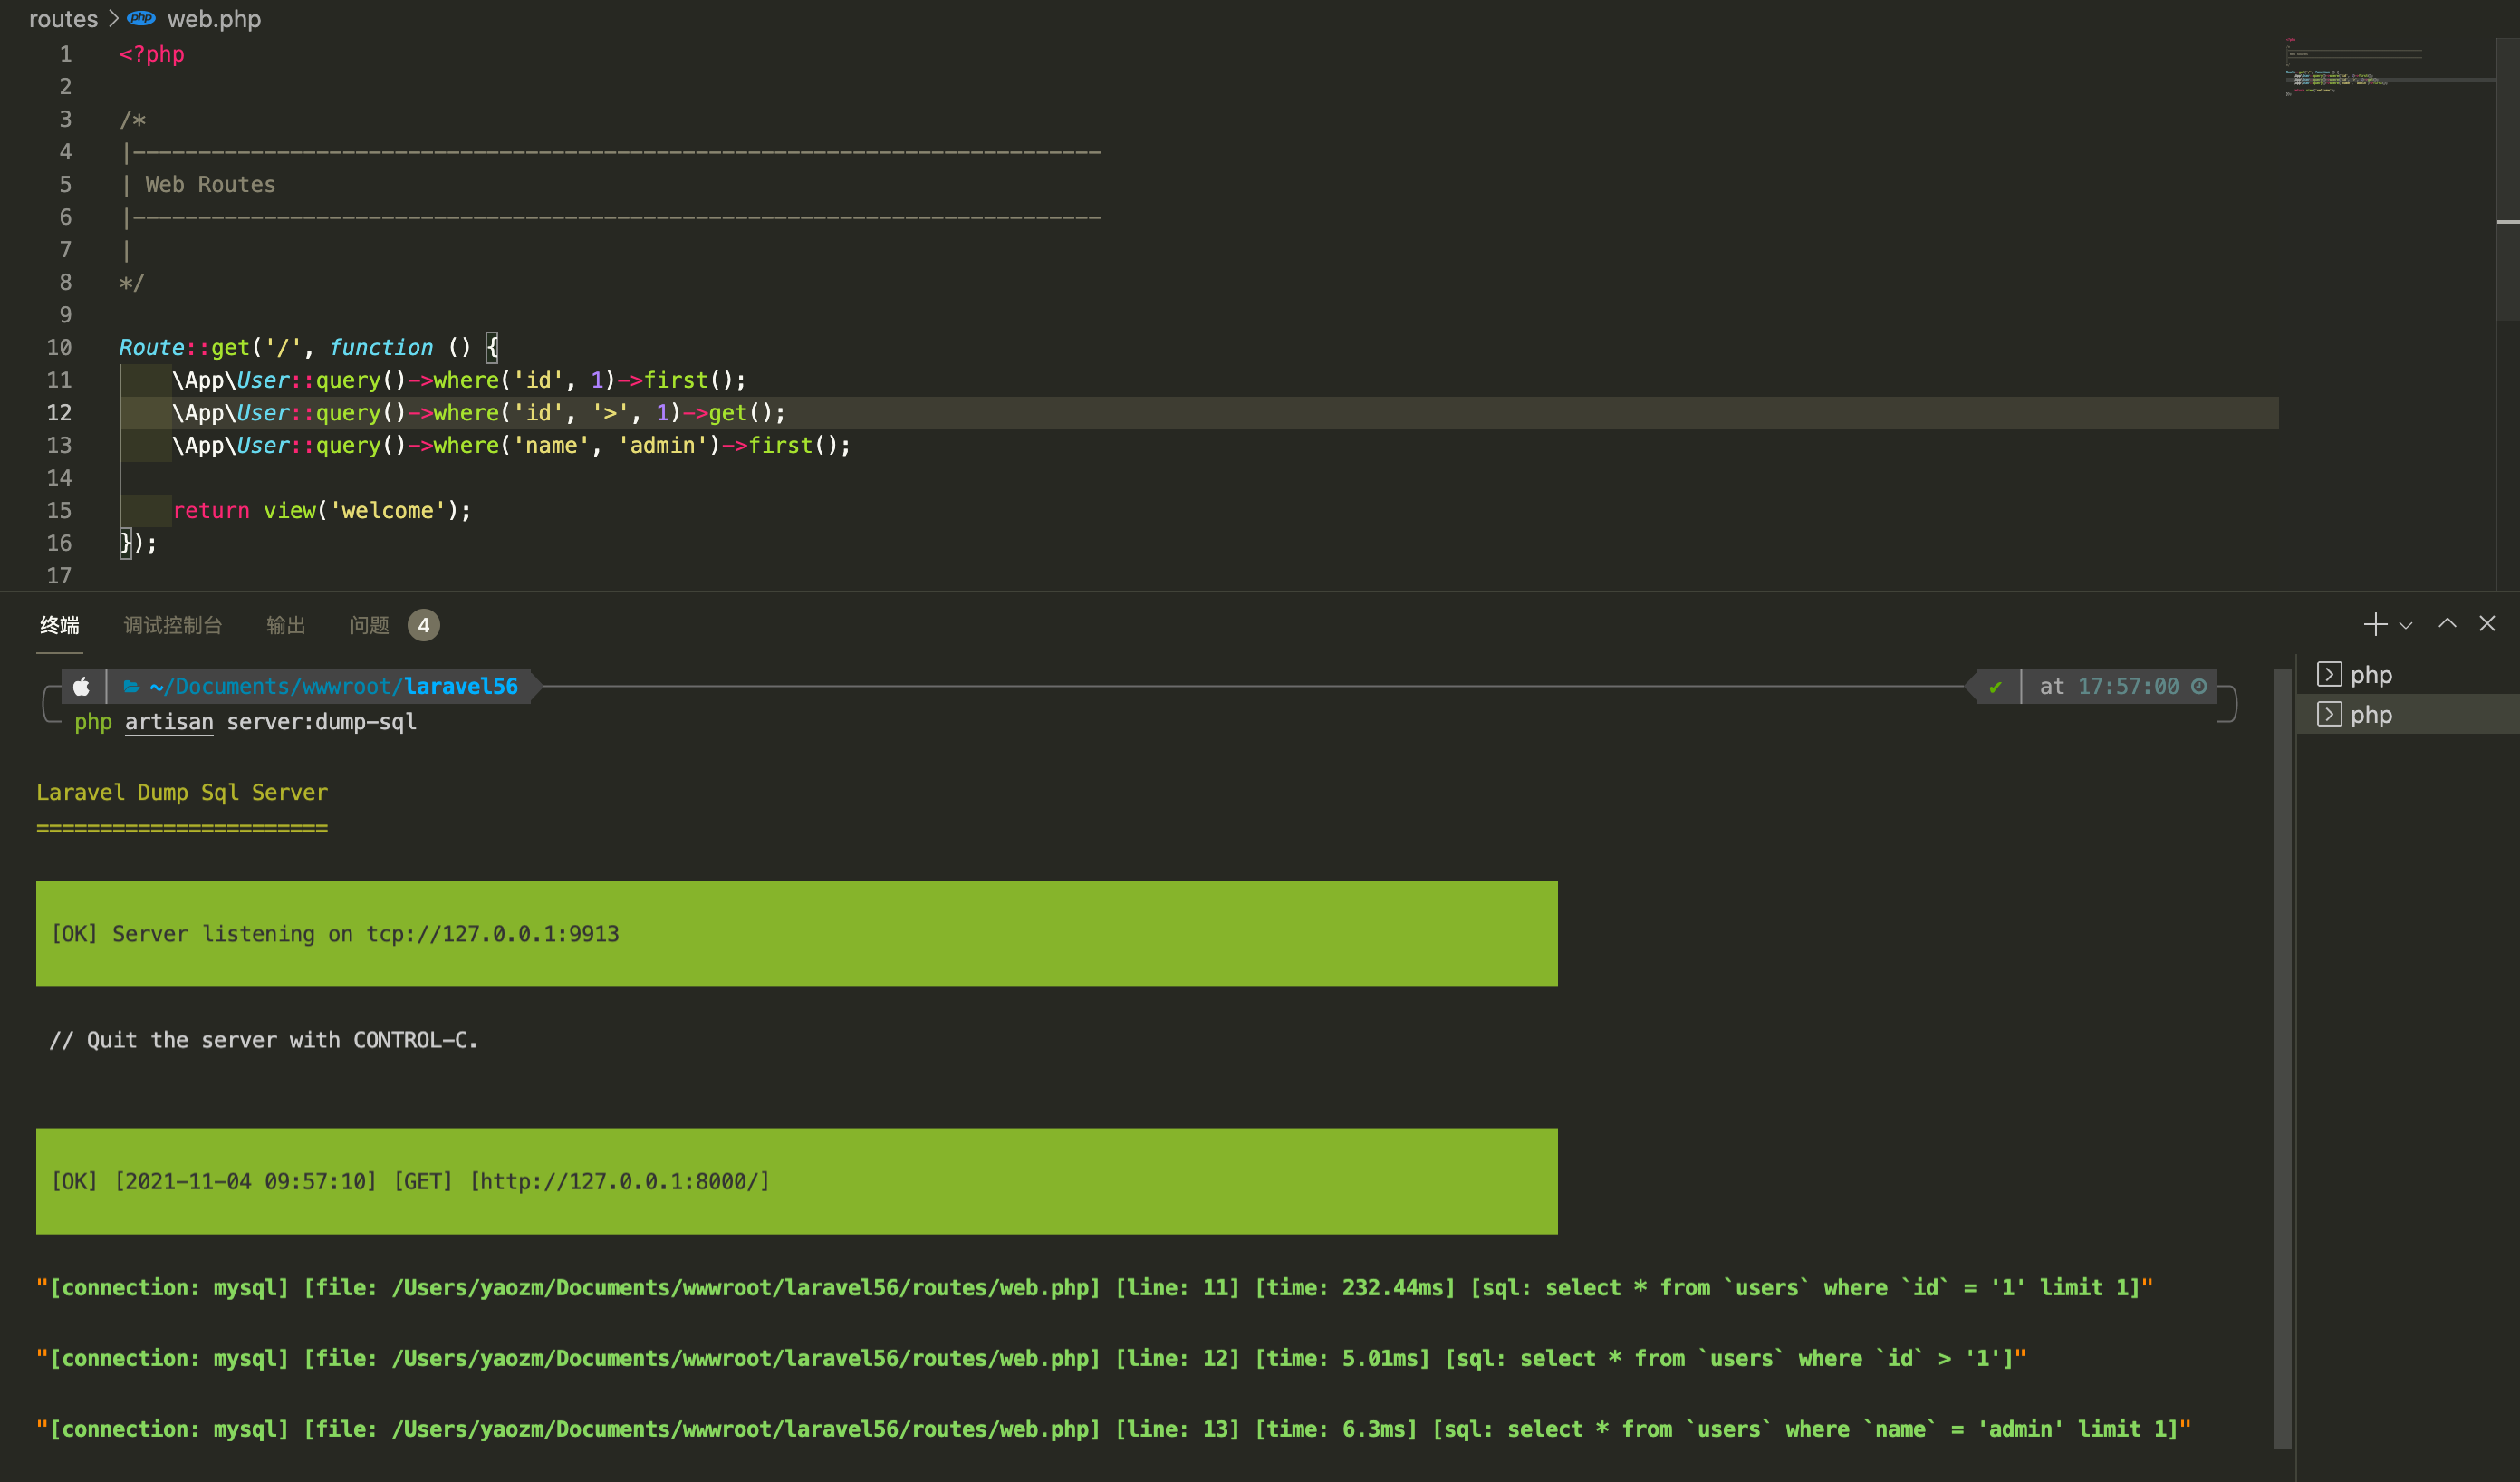 routes > php web.php
1 <?php
2
3 /*
4 |--------------------------------------------------------------------------
5 | Web Routes
6 |--------------------------------------------------------------------------
7 |
8 */
9
10 Route::get('/', function () {
11 \App\User::query()->where('id', 1)->first();
12 \App\User::query()->where('id', '>', 1)->get();
13 \App\User::query()->where('name', 'admin')->first();
14
15 return view('welcome');
16 });
17
终端 调试控制台 输出 问题 4
~/Documents/wwwroot/laravel56 ✔ at 17:57:00
php artisan server:dump-sql
php
php
Laravel Dump Sql Server
=======================
[OK] Server listening on tcp://127.0.0.1:9913
// Quit the server with CONTROL-C.
[OK] [2021-11-04 09:57:10] [GET] [http://127.0.0.1:8000/]
"[connection: mysql] [file: /Users/yaozm/Documents/wwwroot/laravel56/routes/web.php] [line: 11] [time: 232.44ms] [sql: select * from `users` where `id` = '1' limit 1]"
"[connection: mysql] [file: /Users/yaozm/Documents/wwwroot/laravel56/routes/web.php] [line: 12] [time: 5.01ms] [sql: select * from `users` where `id` > '1']"
"[connection: mysql] [file: /Users/yaozm/Documents/wwwroot/laravel56/routes/web.php] [line: 13] [time: 6.3ms] [sql: select * from `users` where `name` = 'admin' limit 1]"